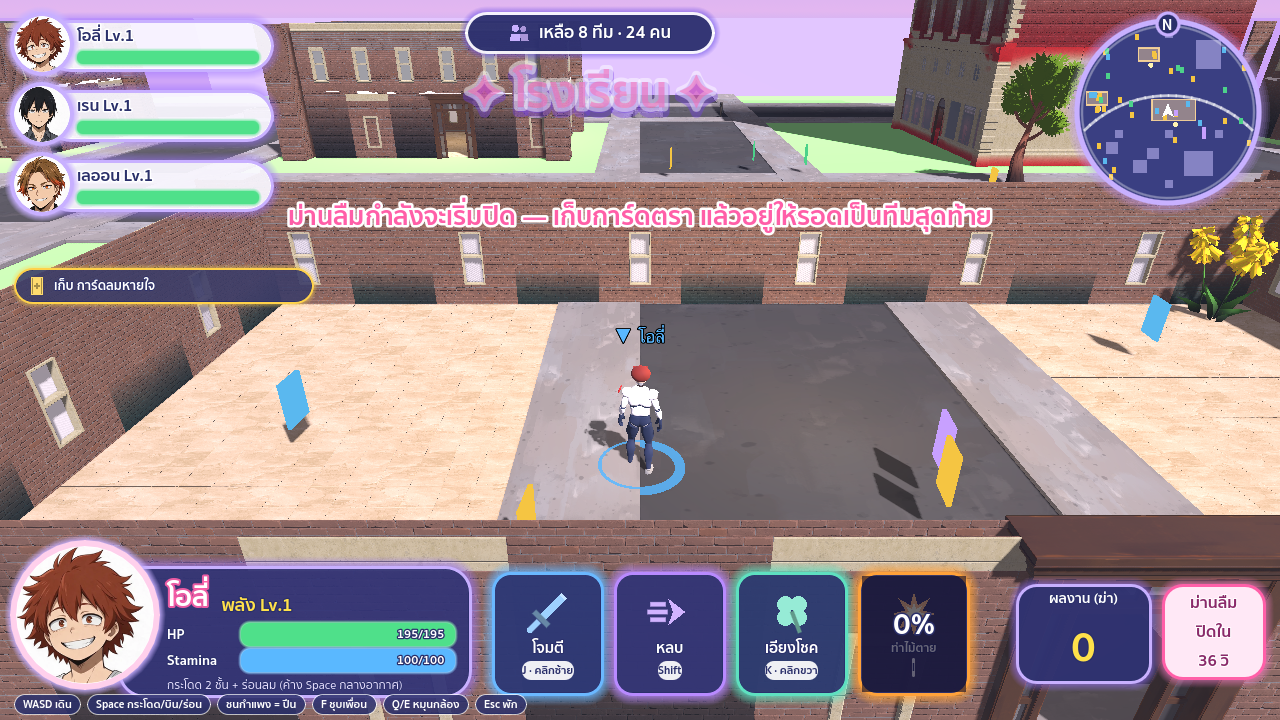 โอลี่ Lv.1
เหลือ 8 ทีม · 24 คน
N
เรน Lv.1
✦ โรงเรียน ✦
เลออน Lv.1
ม่านลืมกำลังจะเริ่มปิด — เก็บการ์ดตรา แล้วอยู่ให้รอดเป็นทีมสุดท้าย
เก็บ การ์ดลมหายใจ
▼ โอลี่
โอลี่ พลัง Lv.1
HP 195/195
Stamina 100/100
กระโดด 2 ชั้น + ร่อนลม (ค้าง Space กลางอากาศ)
โจมตี
J · คลิกซ้าย
หลบ
Shift
เอียงโชค
K · คลิกขวา
0%
ท่าไม้ตาย
ผลงาน (ฆ่า)
0
ม่านลืม
ปิดใน
36 วิ
WASD เดิน
Space กระโดด/บิน/ร่อน
ชนกำแพง = ปีน
F ชุบเพื่อน
Q/E หมุนกล้อง
Esc พัก